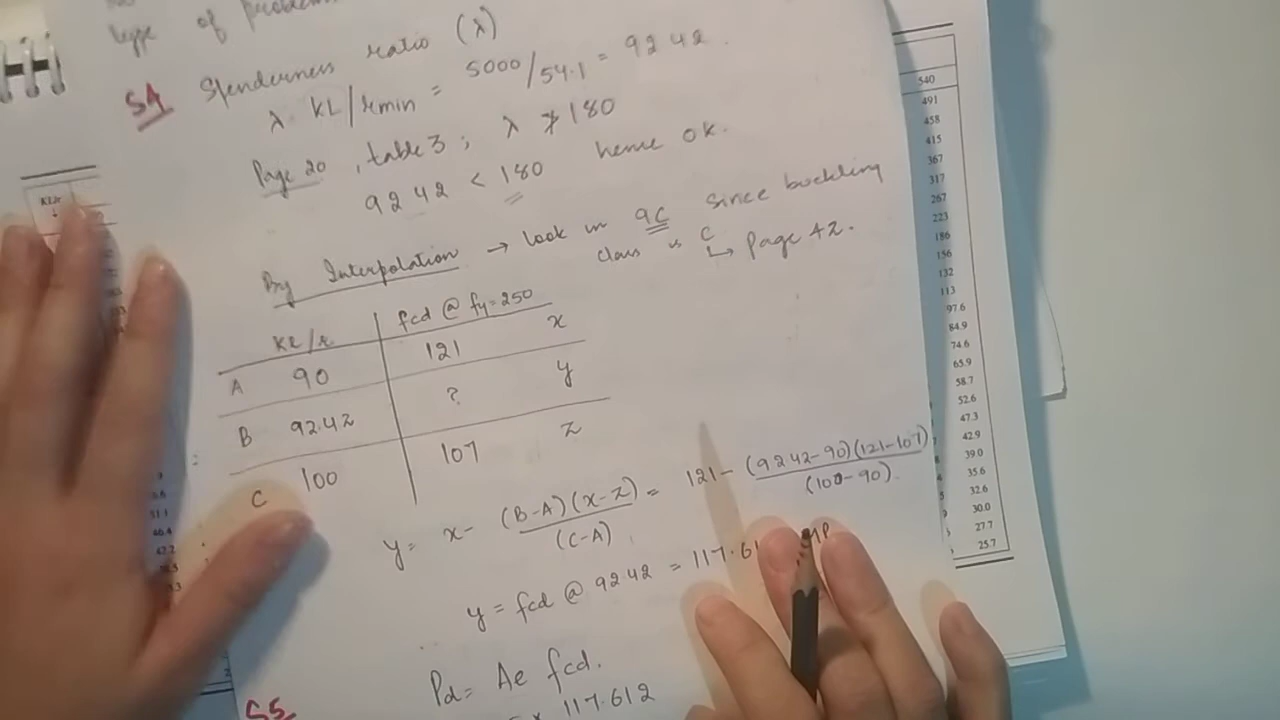 type of problem
S4 Slenderness ratio (λ)
λ = KL/rmin = 5000/54.1 = 92.42
Page 20, table 3; λ ≯ 180
92.42 < 180 hence OK.
By Interpolation → look in 9C since buckling
class is C
↳ Page 42.
KL/r fcd @ fy=250
A 90 121 x
B 92.42 ? y
C 100 107 z
y = x - (B-A)(x-z)/(C-A) = 121 - (92.42-90)(121-107)/(100-90)
y = fcd @ 92.42 = 117.61
S5 Pd = Ae fcd.
x 117.612
KL/r
↓
540
491
458
415
367
317
267
223
186
156
132
113
97.6
84.9
74.6
65.9
58.7
52.6
47.3
42.9
39.0
35.6
32.6
30.0
27.7
25.7